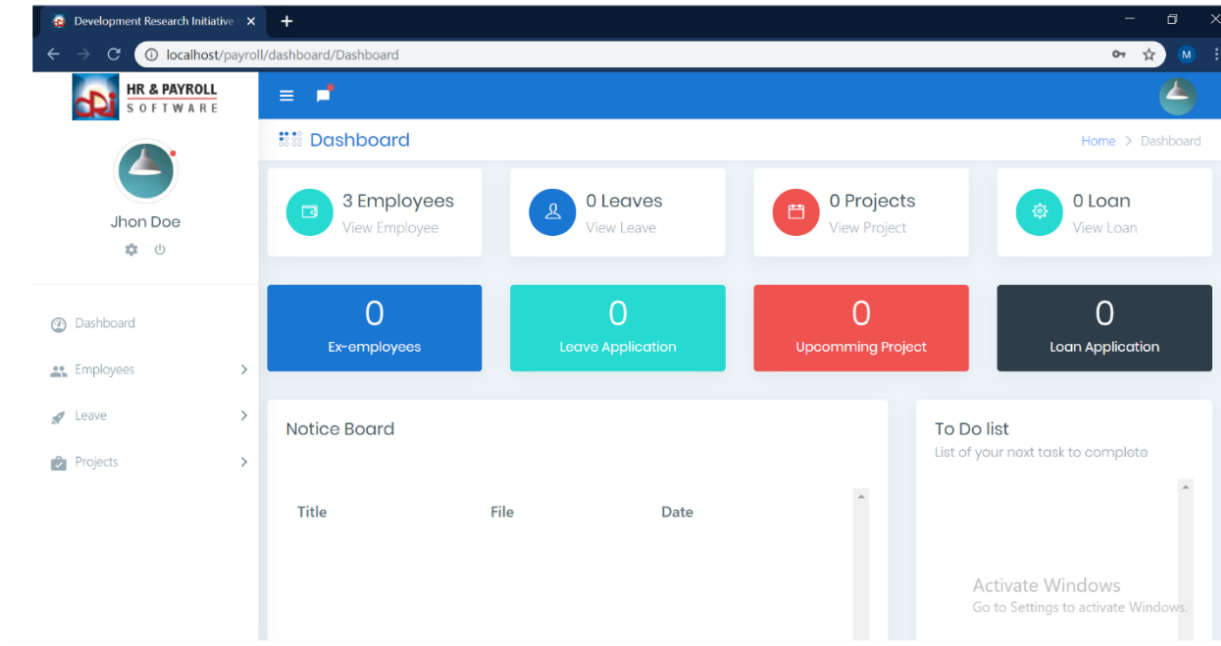 Development Research Initiative
localhost/payroll/dashboard/Dashboard
M
DRi
HR & PAYROLL
SOFTWARE
Dashboard
Home > Dashboard
Jhon Doe
3 Employees
View Employee
0 Leaves
View Leave
0 Projects
View Project
0 Loan
View Loan
0
Ex-employees
0
Leave Application
0
Upcomming Project
0
Loan Application
Dashboard
Employees
Leave
Projects
Notice Board
Title File Date
To Do list
List of your next task to complete
Activate Windows
Go to Settings to activate Windows.